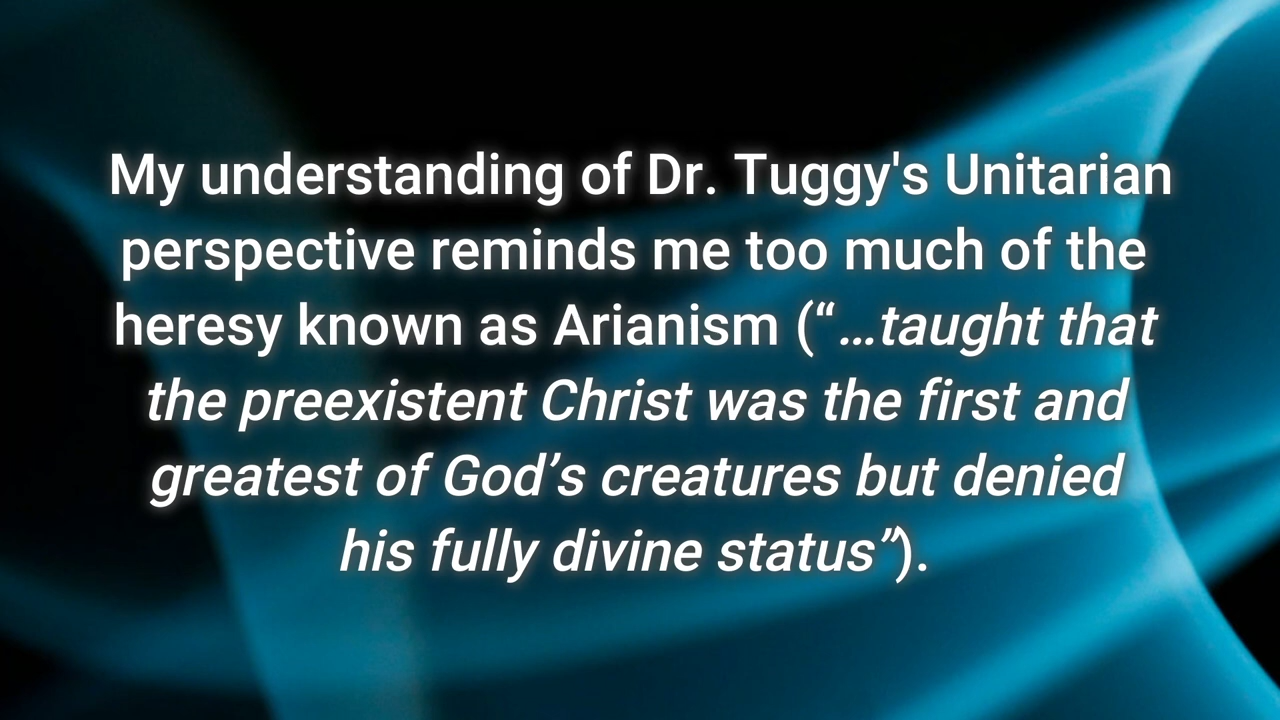 My understanding of Dr. Tuggy's Unitarian
perspective reminds me too much of the
heresy known as Arianism (“…taught that
the preexistent Christ was the first and
greatest of God’s creatures but denied
his fully divine status”).